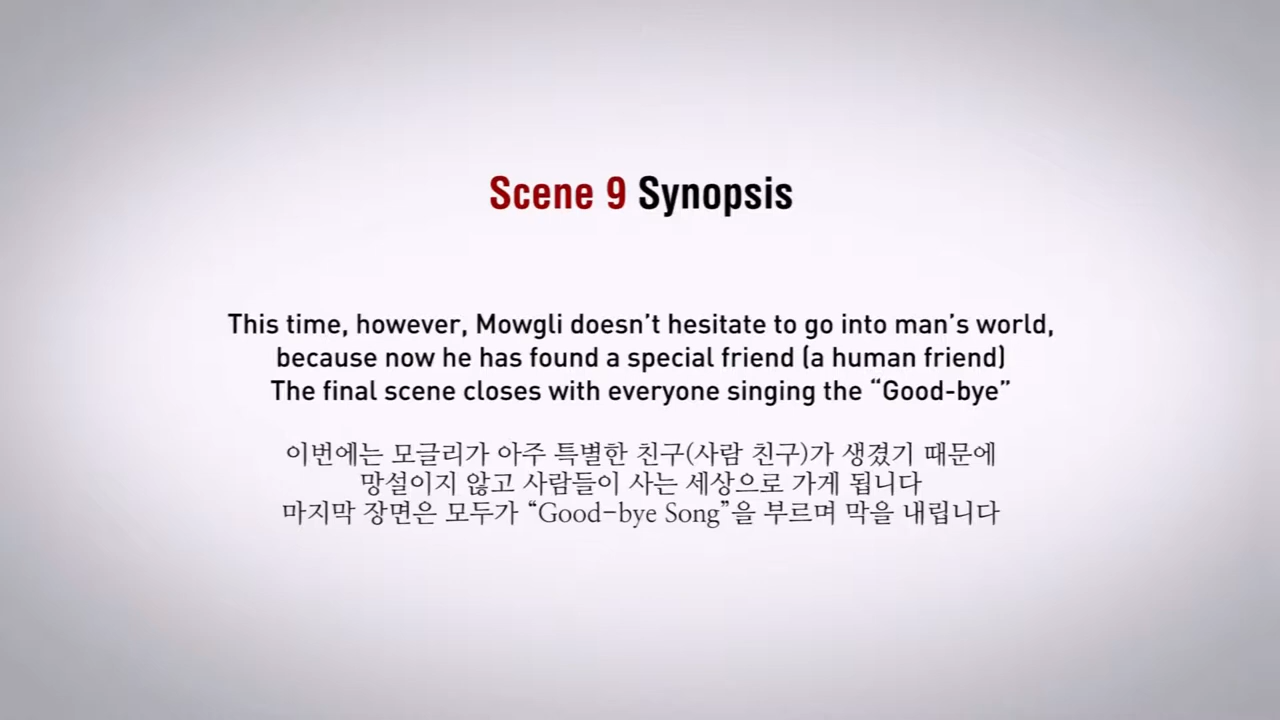 Scene 9 Synopsis
This time, however, Mowgli doesn't hesitate to go into man's world,
because now he has found a special friend (a human friend)
The final scene closes with everyone singing the “Good-bye”
이번에는 모글리가 아주 특별한 친구(사람 친구)가 생겼기 때문에
망설이지 않고 사람들이 사는 세상으로 가게 됩니다
마지막 장면은 모두가 “Good-bye Song”을 부르며 막을 내립니다